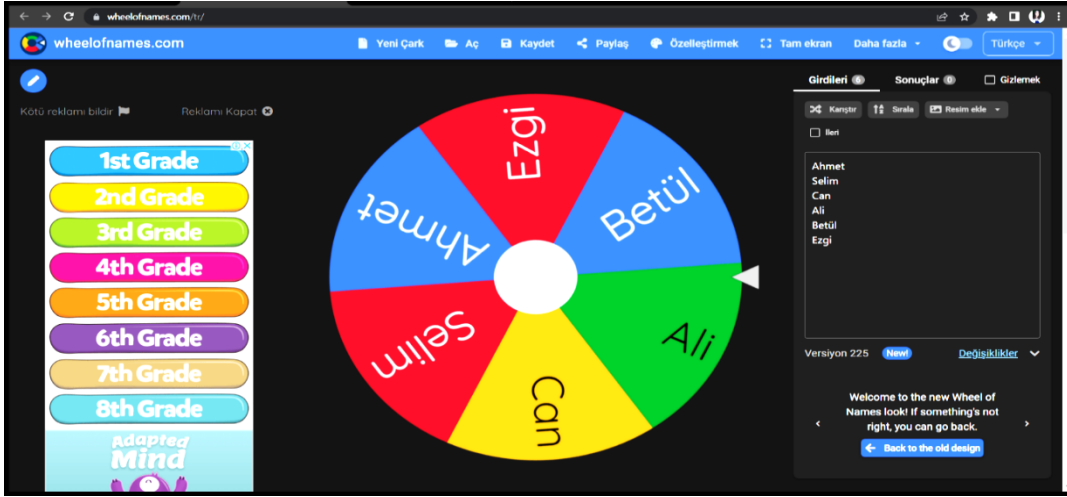 wheelofnames.com/tr/
wheelofnames.com
Yeni Çark
Aç
Kaydet
Paylaş
Özelleştirmek
Tam ekran
Daha fazla
Türkçe
Kötü reklamı bildir
Reklamı Kapat
1st Grade
2nd Grade
3rd Grade
4th Grade
5th Grade
6th Grade
7th Grade
8th Grade
Adapted
Mind
Ezgi
Betül
Ahmet
Selim
Can
Ali
Girdileri 6
Sonuçlar 0
Gizlemek
Karıştır
Sırala
Resim ekle
İleri
Ahmet
Selim
Can
Ali
Betül
Ezgi
Versiyon 225
New!
Değişiklikler
Welcome to the new Wheel of
Names look! If something's not
right, you can go back.
Back to the old design